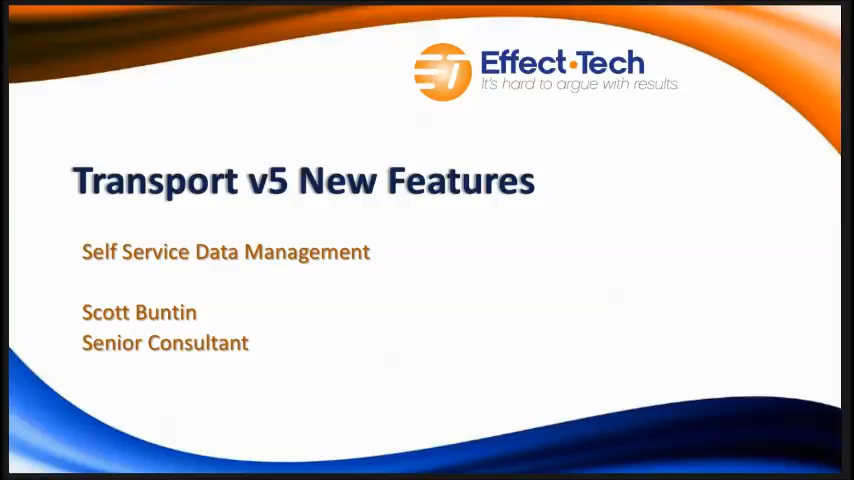 ET
Effect•Tech
It's hard to argue with results.
Transport v5 New Features
Self Service Data Management
Scott Buntin
Senior Consultant